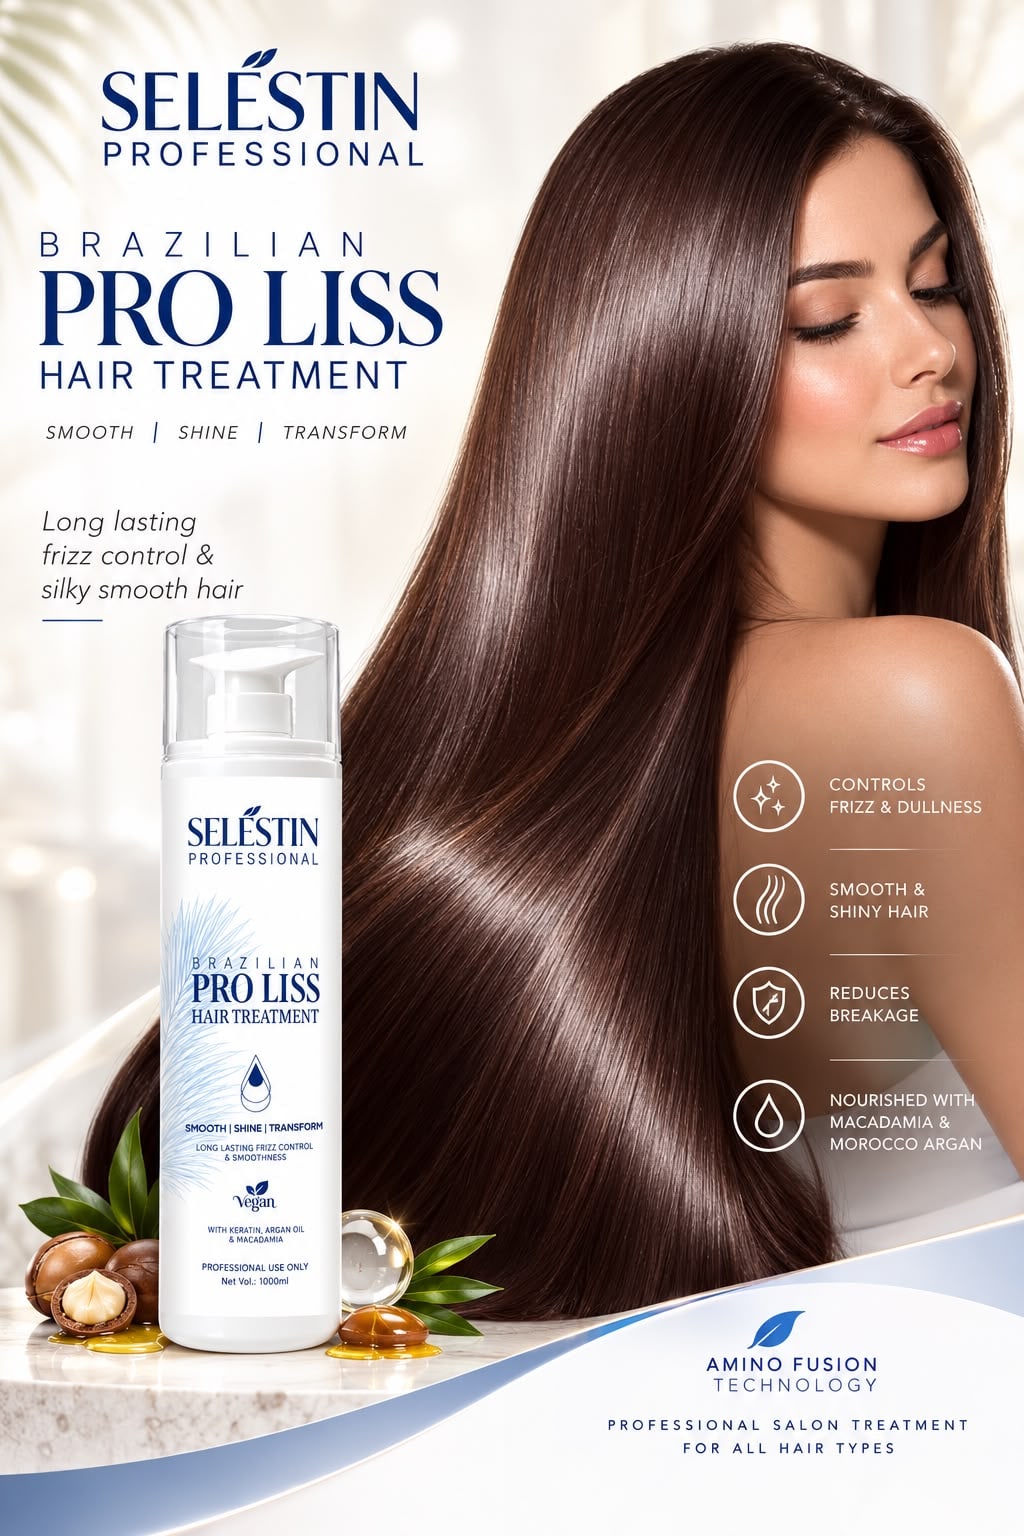 SELÉSTIN
PROFESSIONAL
BRAZILIAN
PRO LISS
HAIR TREATMENT
SMOOTH | SHINE | TRANSFORM
Long lasting
frizz control &
silky smooth hair
SELÉSTIN
PROFESSIONAL
BRAZILIAN
PRO LISS
HAIR TREATMENT
SMOOTH | SHINE | TRANSFORM
LONG LASTING FRIZZ CONTROL
& SMOOTHNESS
Vegan
WITH KERATIN, ARGAN OIL
& MACADAMIA
PROFESSIONAL USE ONLY
Net Vol.: 1000ml
CONTROLS
FRIZZ & DULLNESS
SMOOTH &
SHINY HAIR
REDUCES
BREAKAGE
NOURISHED WITH
MACADAMIA &
MOROCCO ARGAN
AMINO FUSION
TECHNOLOGY
PROFESSIONAL SALON TREATMENT
FOR ALL HAIR TYPES